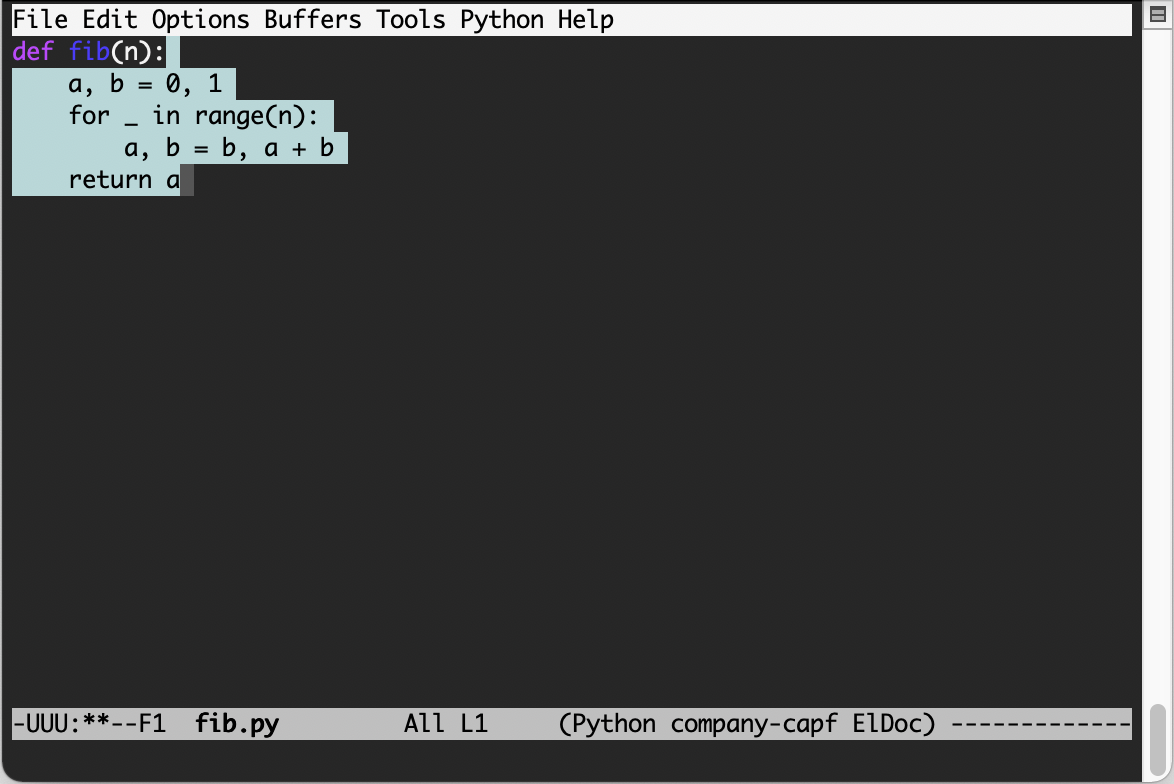 File Edit Options Buffers Tools Python Help
def fib(n):
    a, b = 0, 1
    for _ in range(n):
        a, b = b, a + b
    return a
-UUU:**--F1  fib.py         All L1     (Python company-capf ElDoc) -------------